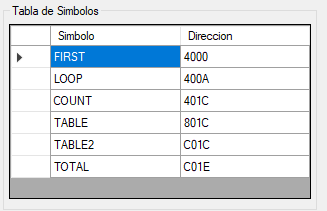 Tabla de Simbolos
Simbolo Direccion
FIRST 4000
LOOP 400A
COUNT 401C
TABLE 801C
TABLE2 C01C
TOTAL C01E